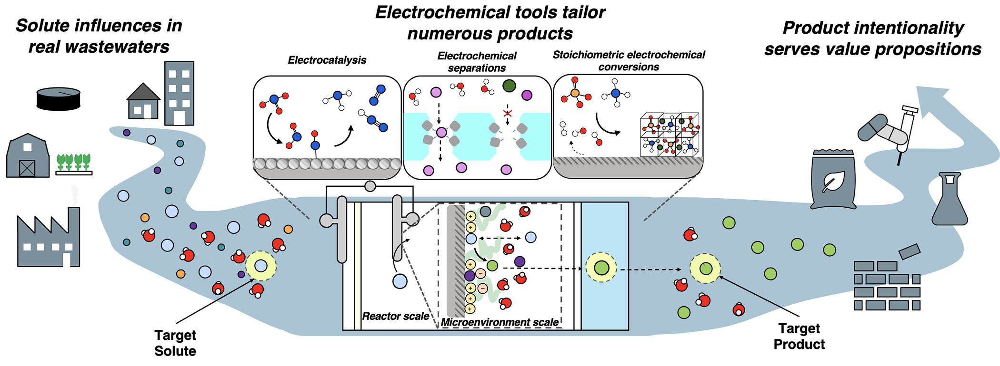 Solute influences in
real wastewaters
Electrochemical tools tailor
numerous products
Product intentionality
serves value propositions
Electrocatalysis
Electrochemical
separations
Stoichiometric electrochemical
conversions
+
+
+
−
+
−
+
+
Reactor scale
Microenvironment scale
Target
Solute
Target
Product